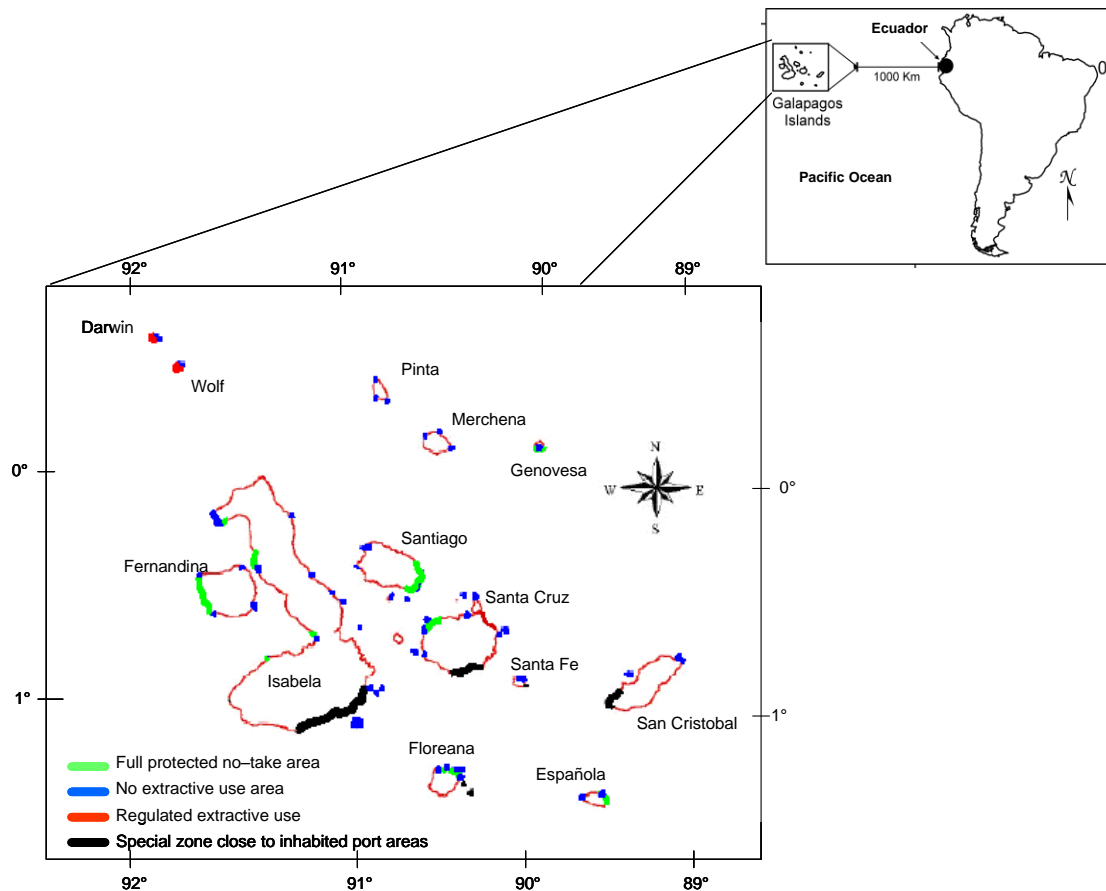 Ecuador
0
1000 Km
Galapagos
Islands
Pacific Ocean
N
92° 91° 90° 89°
Darwin
Wolf
Pinta
Merchena
Genovesa
0°
N
W E
S
0°
Santiago
Fernandina
Santa Cruz
Santa Fe
Isabela
San Cristobal
1°
1°
Floreana
Española
Full protected no–take area
No extractive use area
Regulated extractive use
Special zone close to inhabited port areas
92° 91° 90° 89°